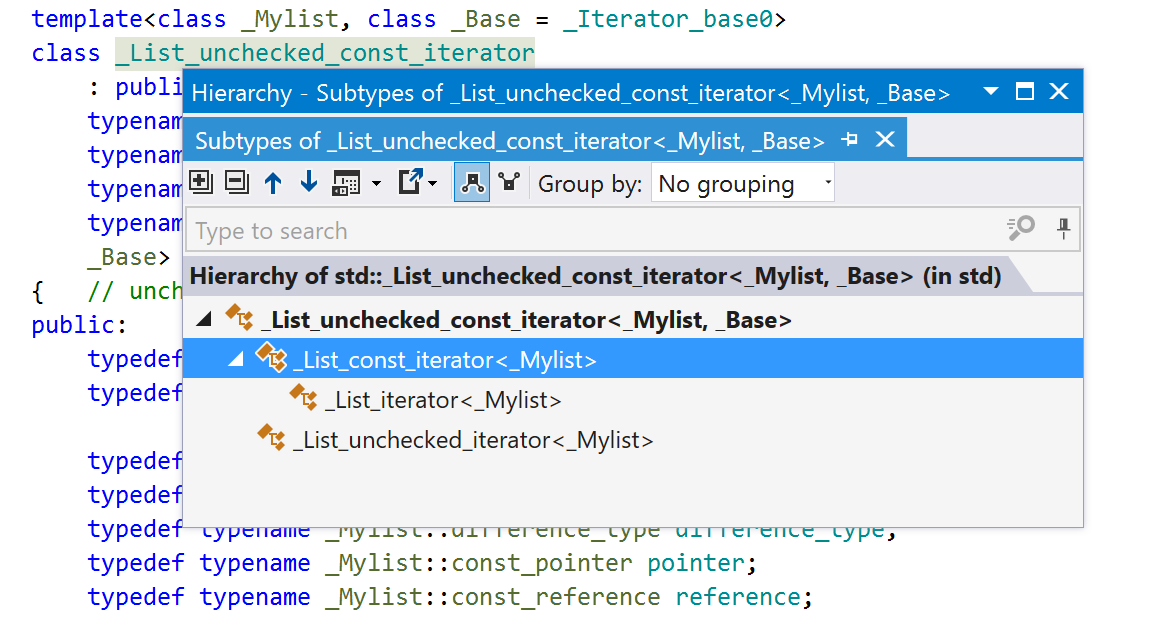 template<class _Mylist, class _Base = _Iterator_base0>
class _List_unchecked_const_iterator
: publi
Hierarchy - Subtypes of _List_unchecked_const_iterator<_Mylist, _Base>
typenam
Subtypes of _List_unchecked_const_iterator<_Mylist, _Base>
typenam
typenam
Group by: No grouping
typenam
Type to search
_Base>
Hierarchy of std::_List_unchecked_const_iterator<_Mylist, _Base> (in std)
{ // unch
public:
_List_unchecked_const_iterator<_Mylist, _Base>
typedef
_List_const_iterator<_Mylist>
typedef
_List_iterator<_Mylist>
_List_unchecked_iterator<_Mylist>
typedef
typedef
typedef typename _Mylist::difference_type difference_type;
typedef typename _Mylist::const_pointer pointer;
typedef typename _Mylist::const_reference reference;